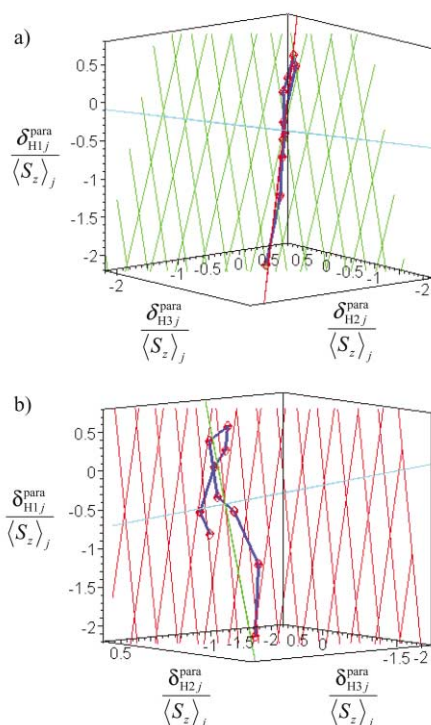 a)
0.5
0
-0.5
-1
-1.5
-2
δ^para_H1j / ⟨S_z⟩_j
-2 -1 -0.5 0 0.5
0.5 0 -0.5 -1 -2
δ^para_H3j / ⟨S_z⟩_j
δ^para_H2j / ⟨S_z⟩_j
b)
0.5
0
-0.5
-1
-1.5
-2
δ^para_H1j / ⟨S_z⟩_j
0.5 -1 -1.5 -2
0.5 0 -1.5 -2
δ^para_H2j / ⟨S_z⟩_j
δ^para_H3j / ⟨S_z⟩_j